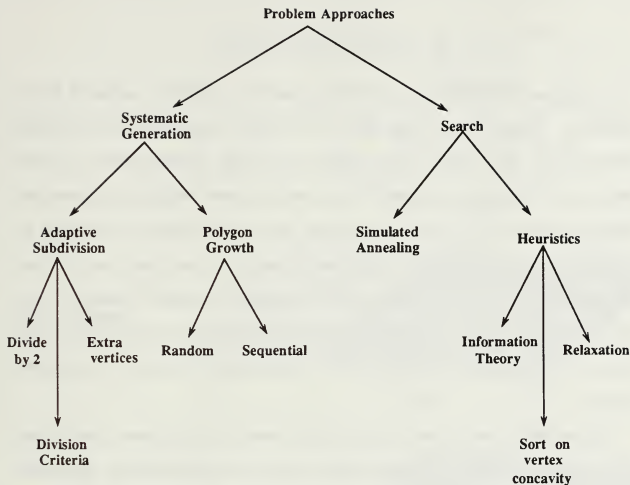 Problem Approaches
Systematic
Generation
Search
Adaptive
Subdivision
Polygon
Growth
Simulated
Annealing
Heuristics
Divide
by 2
Extra
vertices
Random
Sequential
Information
Theory
Relaxation
Division
Criteria
Sort on
vertex
concavity